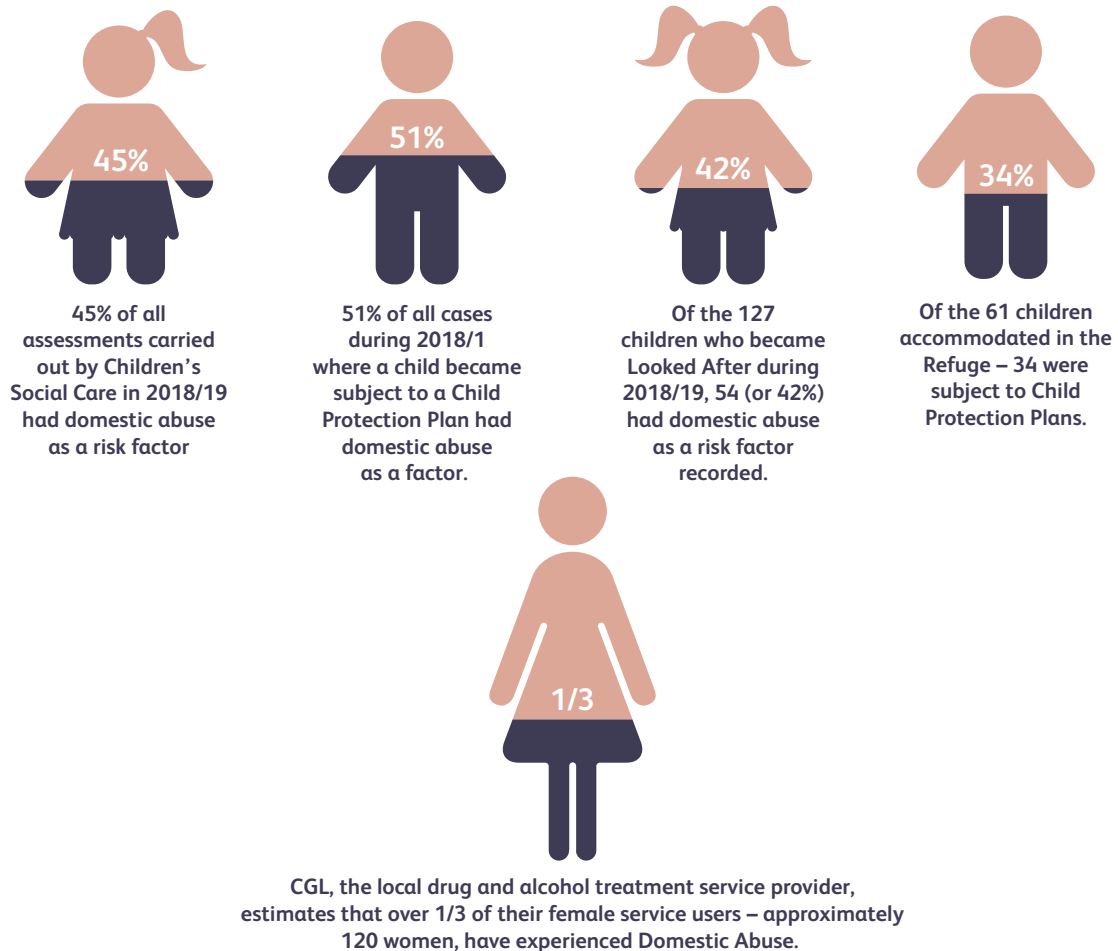 45%
51%
42%
34%
45% of all
assessments carried
out by Children's
Social Care in 2018/19
had domestic abuse
as a risk factor
51% of all cases
during 2018/1
where a child became
subject to a Child
Protection Plan had
domestic abuse
as a factor.
Of the 127
children who became
Looked After during
2018/19, 54 (or 42%)
had domestic abuse
as a risk factor
recorded.
Of the 61 children
accommodated in the
Refuge – 34 were
subject to Child
Protection Plans.
1/3
CGL, the local drug and alcohol treatment service provider,
estimates that over 1/3 of their female service users – approximately
120 women, have experienced Domestic Abuse.